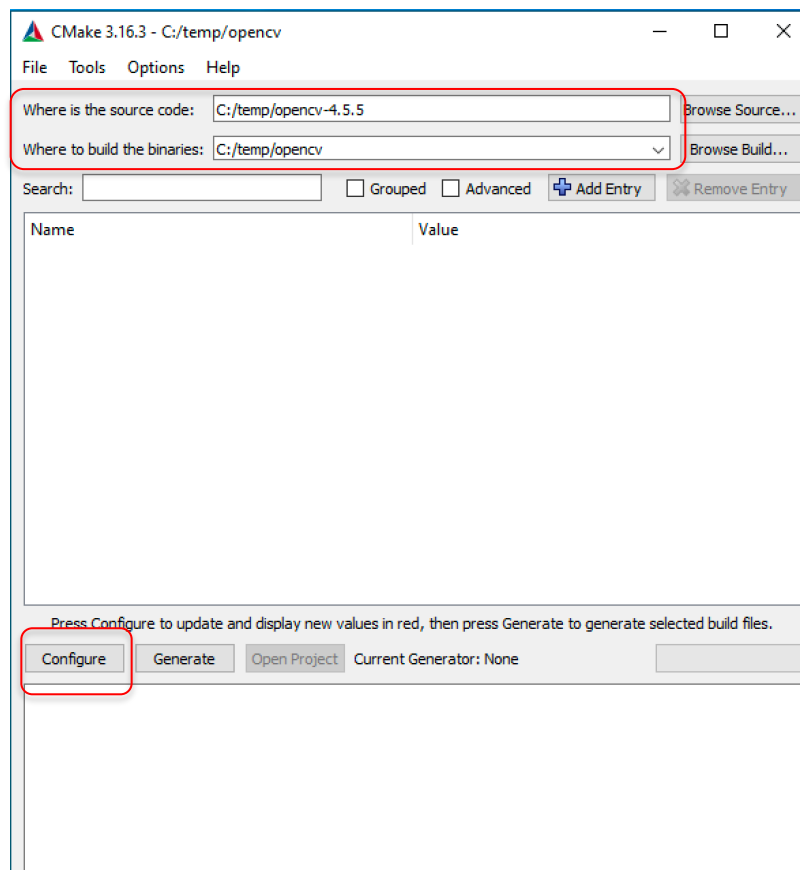 CMake 3.16.3 - C:/temp/opencv
File Tools Options Help
Where is the source code: C:/temp/opencv-4.5.5 Browse Source...
Where to build the binaries: C:/temp/opencv Browse Build...
Search: Grouped Advanced Add Entry Remove Entry
Name Value
Press Configure to update and display new values in red, then press Generate to generate selected build files.
Configure Generate Open Project Current Generator: None